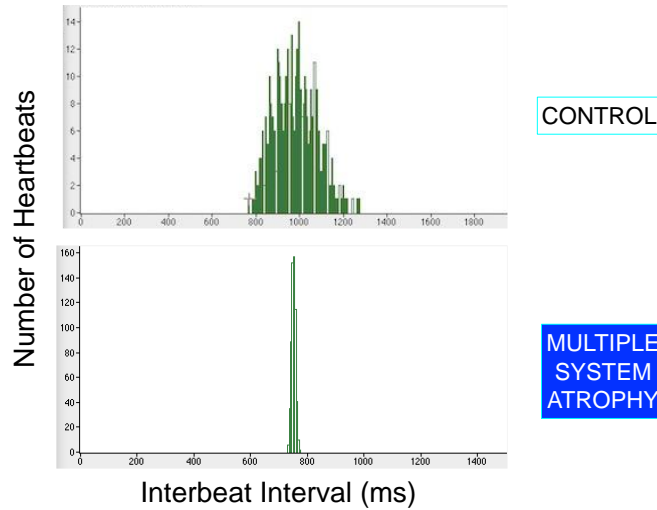 14
12
10
8
6
4
2
0
0 200 400 600 800 1000 1200 1400 1600 1800
CONTROL
Number of Heartbeats
160
140
120
100
80
60
40
20
0
0 200 400 600 800 1000 1200 1400
MULTIPLE
SYSTEM
ATROPHY
Interbeat Interval (ms)